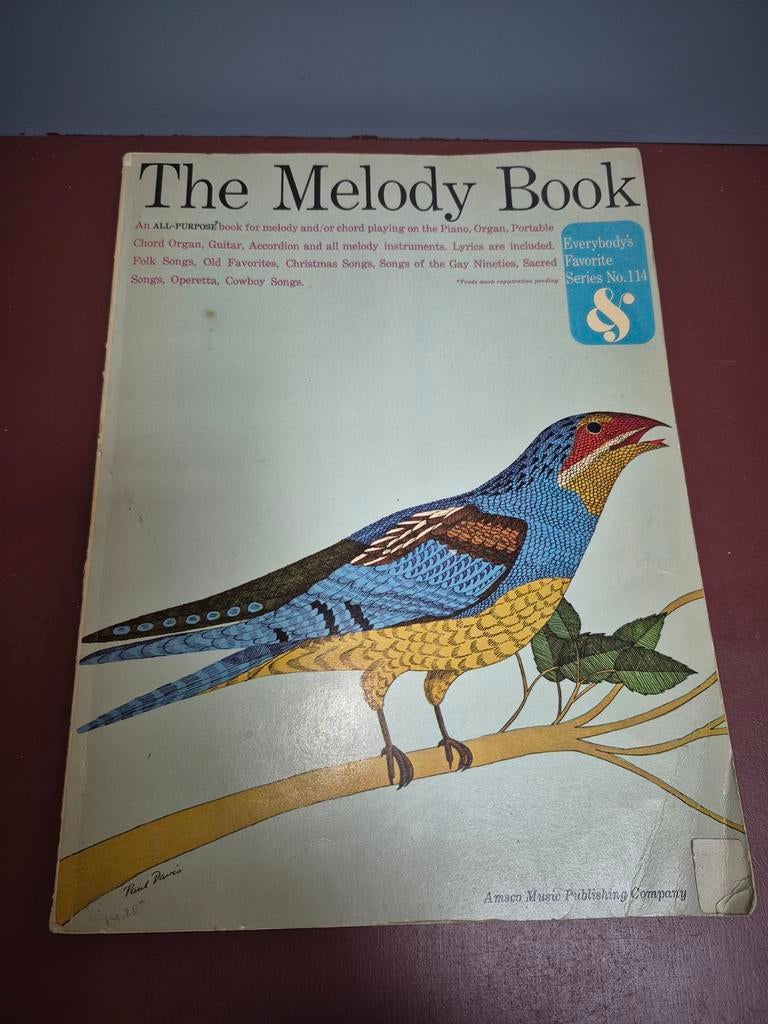 The Melody Book
An ALL-PURPOSE* book for melody and/or chord playing on the Piano, Organ, Portable
Chord Organ, Guitar, Accordion and all melody instruments. Lyrics are included.
Folk Songs, Old Favorites, Christmas Songs, Songs of the Gay Nineties, Sacred
Songs, Operetta, Cowboy Songs.
*Trade mark registration pending
Everybody's
Favorite
Series No.114
&
Paul Davis
Amsco Music Publishing Company